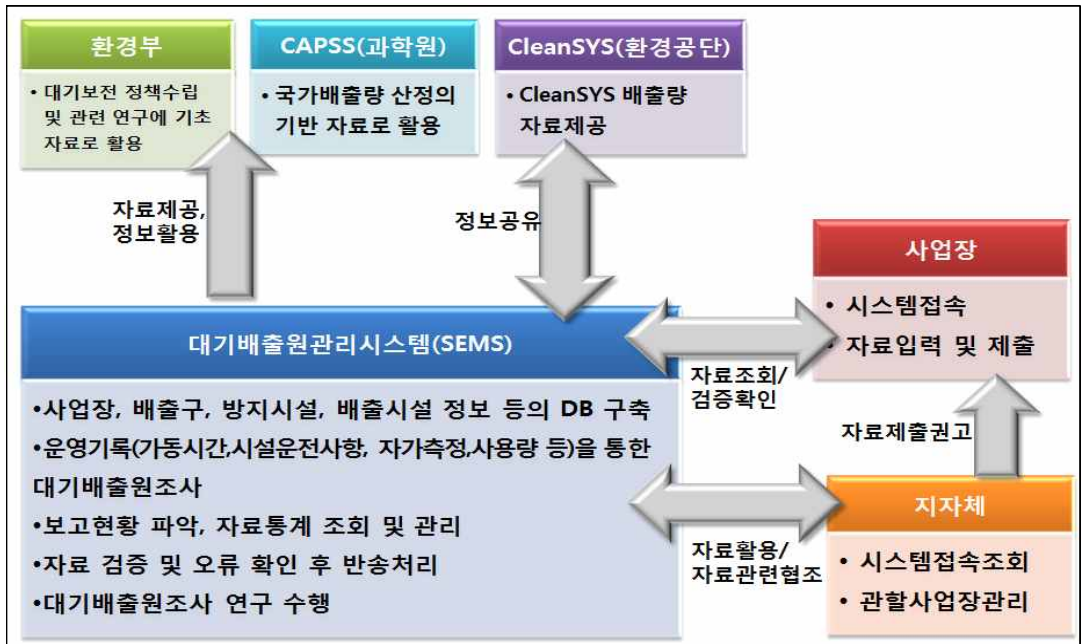 환경부
• 대기보전 정책수립
및 관련 연구에 기초
자료로 활용
CAPSS(과학원)
• 국가배출량 산정의
기반 자료로 활용
CleanSYS(환경공단)
• CleanSYS 배출량
자료제공
자료제공,
정보활용
정보공유
사업장
• 시스템접속
• 자료입력 및 제출
대기배출원관리시스템(SEMS)
•사업장, 배출구, 방지시설, 배출시설 정보 등의 DB 구축
•운영기록(가동시간,시설운전사항, 자가측정,사용량 등)을 통한
대기배출원조사
•보고현황 파악, 자료통계 조회 및 관리
•자료 검증 및 오류 확인 후 반송처리
•대기배출원조사 연구 수행
자료조회/
검증확인
자료제출권고
자료활용/
자료관련협조
지자체
• 시스템접속조회
• 관할사업장관리